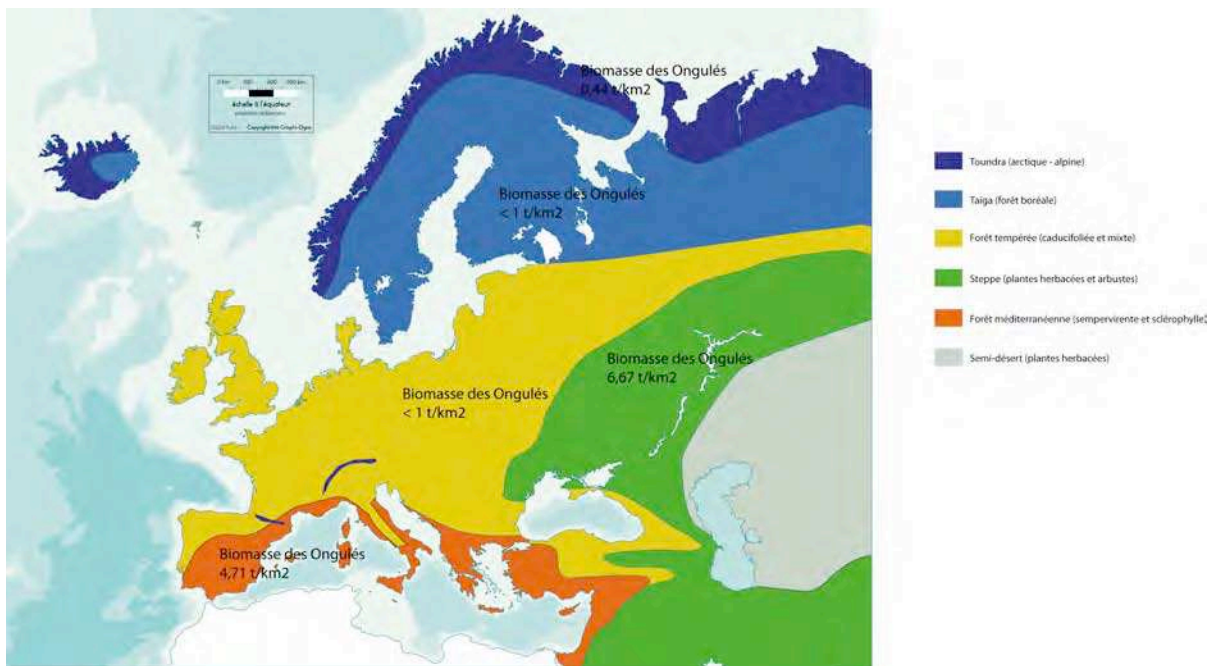 Biomasse des Ongulés
0,44 t/km2
0 km
Échelle à l'Équateur
Biomasse des Ongulés
< 1 t/km2
Biomasse des Ongulés
6,67 t/km2
Biomasse des Ongulés
< 1 t/km2
Biomasse des Ongulés
4,71 t/km2
Toundra (arctique - alpine)
Taïga (forêt boréale)
Forêt tempérée (caducifoliée et mixte)
Steppe (plantes herbacées et arbustes)
Forêt méditerranéenne (sempervirente et sclérophylle)
Semi-désert (plantes herbacées)